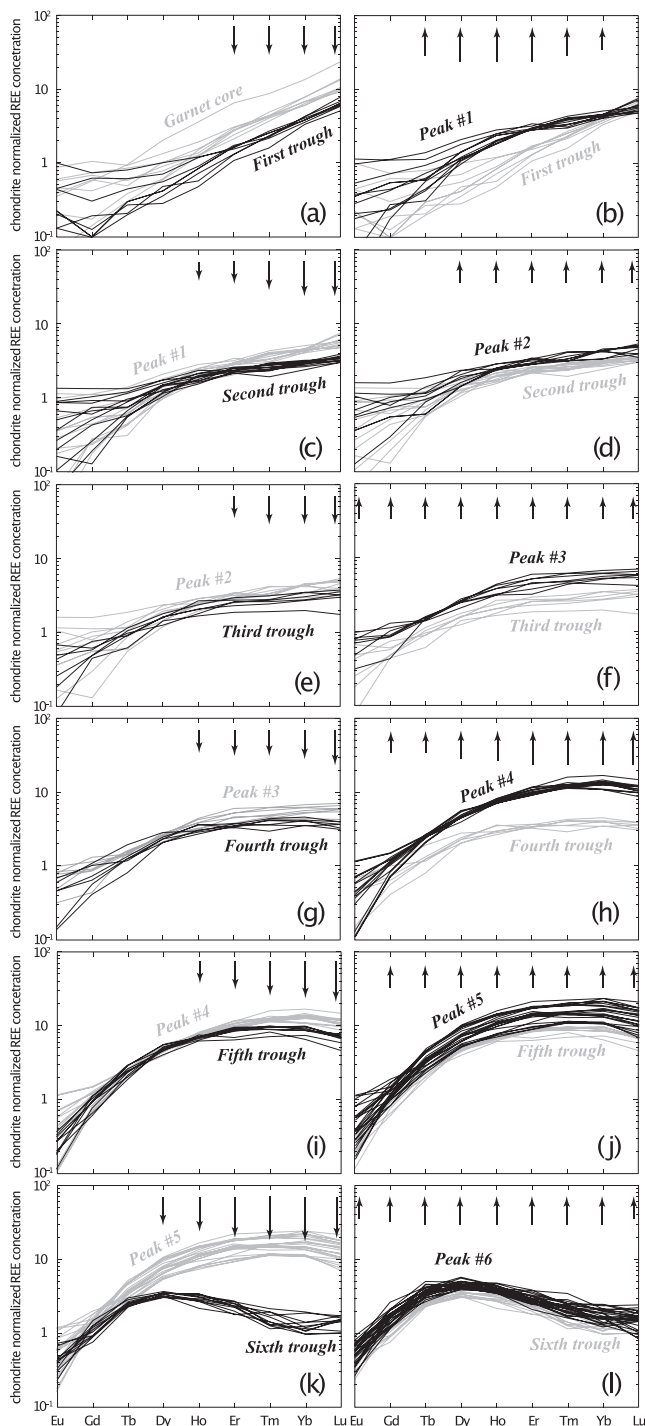 chondrite normalized REE concetration
10²
10
1
10⁻¹
Garnet core
First trough
(a)
Peak #1
First trough
(b)
chondrite normalized REE concetration
10²
10
1
10⁻¹
Peak #1
Second trough
(c)
Peak #2
Second trough
(d)
chondrite normalized REE concetration
10²
10
1
10⁻¹
Peak #2
Third trough
(e)
Peak #3
Third trough
(f)
chondrite normalized REE concetration
10²
10
1
10⁻¹
Peak #3
Fourth trough
(g)
Peak #4
Fourth trough
(h)
chondrite normalized REE concetration
10²
10
1
10⁻¹
Peak #4
Fifth trough
(i)
Peak #5
Fifth trough
(j)
chondrite normalized REE concetration
10²
10
1
10⁻¹
Peak #5
Sixth trough
(k)
Peak #6
Sixth trough
(l)
Eu Gd Tb Dy Ho Er Tm Yb Lu
Eu Gd Tb Dy Ho Er Tm Yb Lu